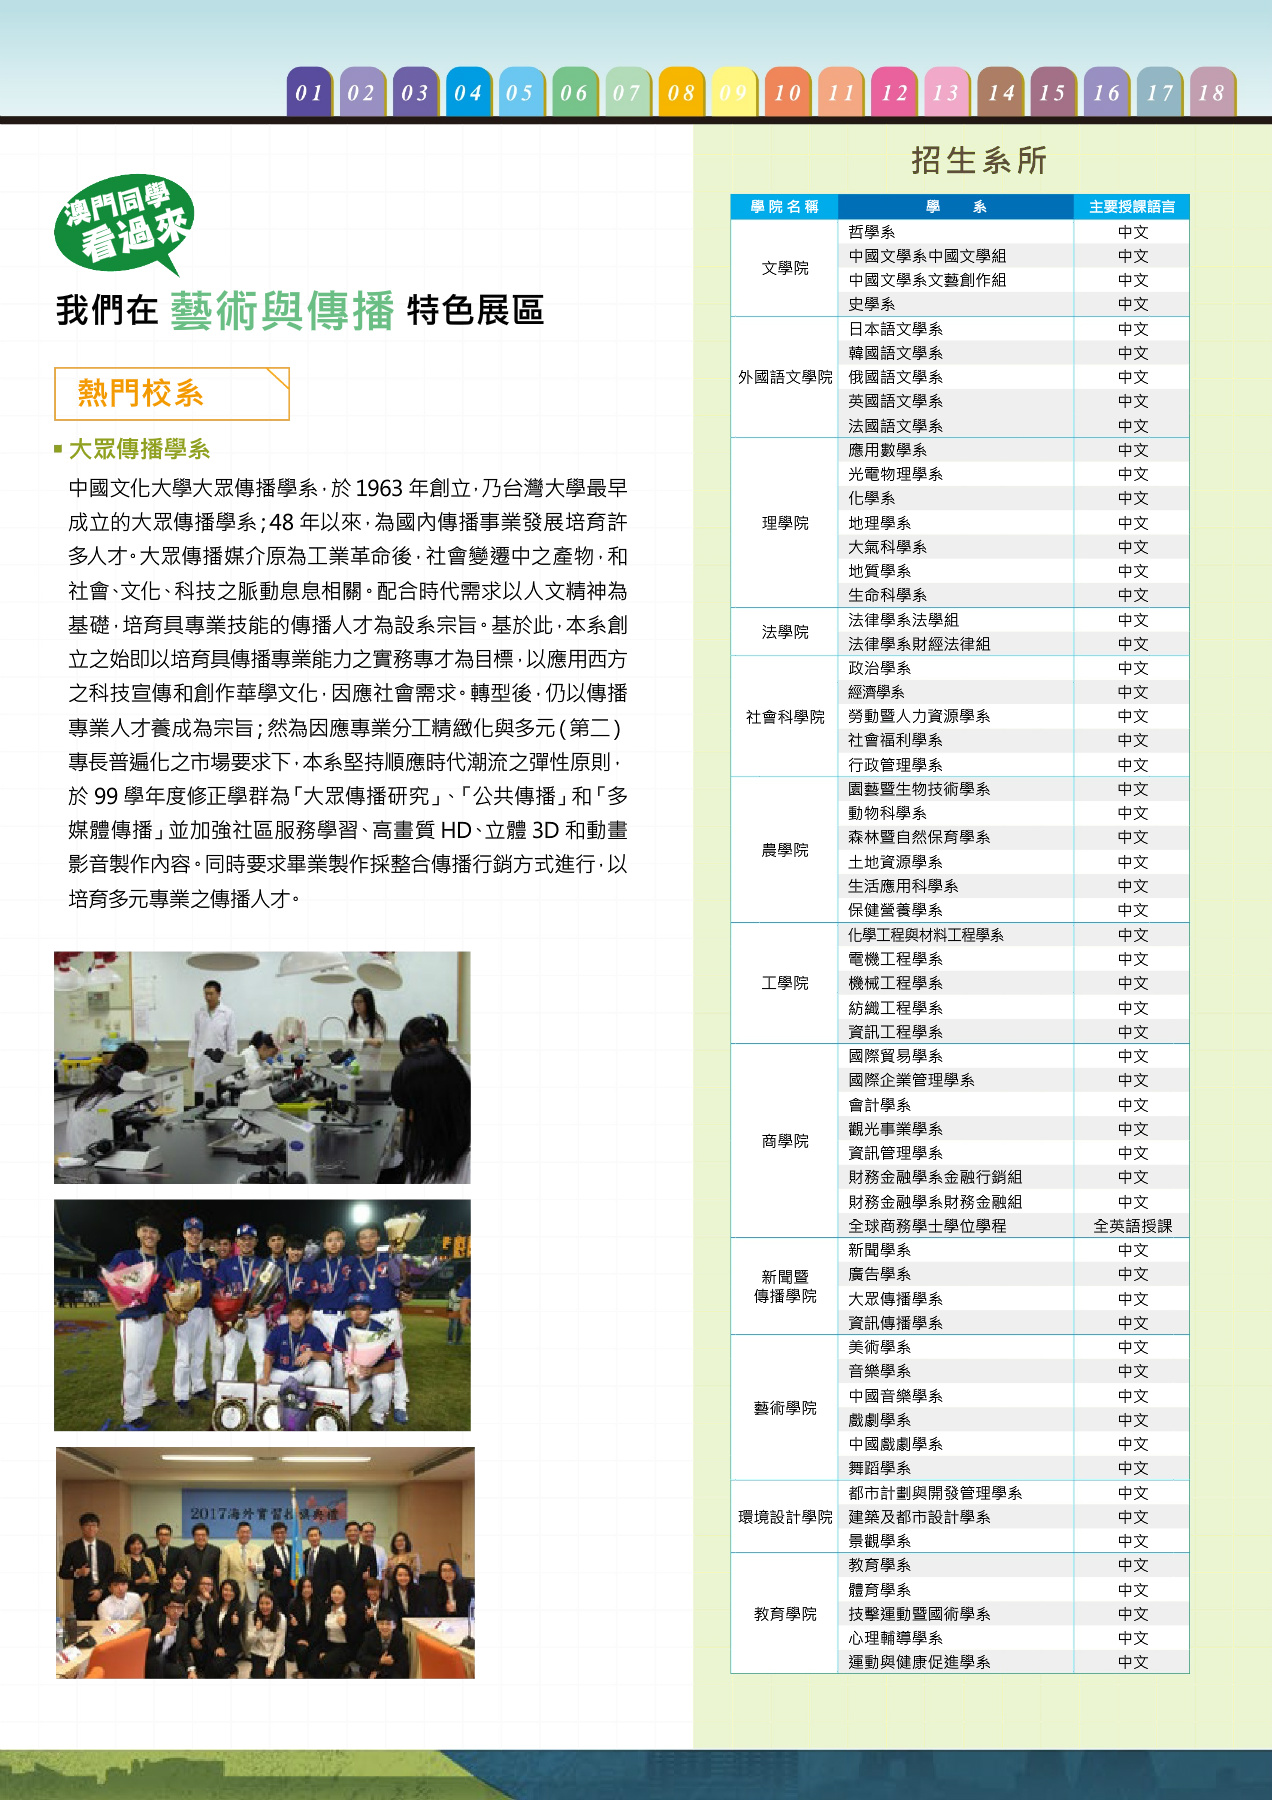 01 02 03 04 05 06 07 08 09 10 11 12 13 14 15 16 17 18
澳門同學
看過來
我們在 藝術與傳播 特色展區
熱門校系
大眾傳播學系
中國文化大學大眾傳播學系，於 1963 年創立，乃台灣大學最早
成立的大眾傳播學系；48 年以來，為國內傳播事業發展培育許
多人才。大眾傳播媒介原為工業革命後，社會變遷中之產物，和
社會、文化、科技之脈動息息相關。配合時代需求以人文精神為
基礎，培育具專業技能的傳播人才為設系宗旨。基於此，本系創
立之始即以培育具傳播專業能力之實務專才為目標，以應用西方
之科技宣傳和創作華學文化，因應社會需求。轉型後，仍以傳播
專業人才養成為宗旨；然為因應專業分工精緻化與多元 ( 第二 )
專長普遍化之市場要求下，本系堅持順應時代潮流之彈性原則，
於 99 學年度修正學群為「大眾傳播研究」、「公共傳播」和「多
媒體傳播」並加強社區服務學習、高畫質 HD、立體 3D 和動畫
影音製作內容。同時要求畢業製作採整合傳播行銷方式進行，以
培育多元專業之傳播人才。
2017海外實習
典禮
招生系所
學院名稱 學 系 主要授課語言
文學院
哲學系 中文
中國文學系中國文學組 中文
中國文學系文藝創作組 中文
史學系 中文
外國語文學院
日本語文學系 中文
韓國語文學系 中文
俄國語文學系 中文
英國語文學系 中文
法國語文學系 中文
理學院
應用數學系 中文
光電物理學系 中文
化學系 中文
地理學系 中文
大氣科學系 中文
地質學系 中文
生命科學系 中文
法學院
法律學系法學組 中文
法律學系財經法律組 中文
社會科學院
政治學系 中文
經濟學系 中文
勞動暨人力資源學系 中文
社會福利學系 中文
行政管理學系 中文
農學院
園藝暨生物技術學系 中文
動物科學系 中文
森林暨自然保育學系 中文
土地資源學系 中文
生活應用科學系 中文
保健營養學系 中文
工學院
化學工程與材料工程學系 中文
電機工程學系 中文
機械工程學系 中文
紡織工程學系 中文
資訊工程學系 中文
商學院
國際貿易學系 中文
國際企業管理學系 中文
會計學系 中文
觀光事業學系 中文
資訊管理學系 中文
財務金融學系金融行銷組 中文
財務金融學系財務金融組 中文
全球商務學士學位學程 全英語授課
新聞暨
傳播學院
新聞學系 中文
廣告學系 中文
大眾傳播學系 中文
資訊傳播學系 中文
藝術學院
美術學系 中文
音樂學系 中文
中國音樂學系 中文
戲劇學系 中文
中國戲劇學系 中文
舞蹈學系 中文
環境設計學院
都市計劃與開發管理學系 中文
建築及都市設計學系 中文
景觀學系 中文
教育學院
教育學系 中文
體育學系 中文
技擊運動暨國術學系 中文
心理輔導學系 中文
運動與健康促進學系 中文